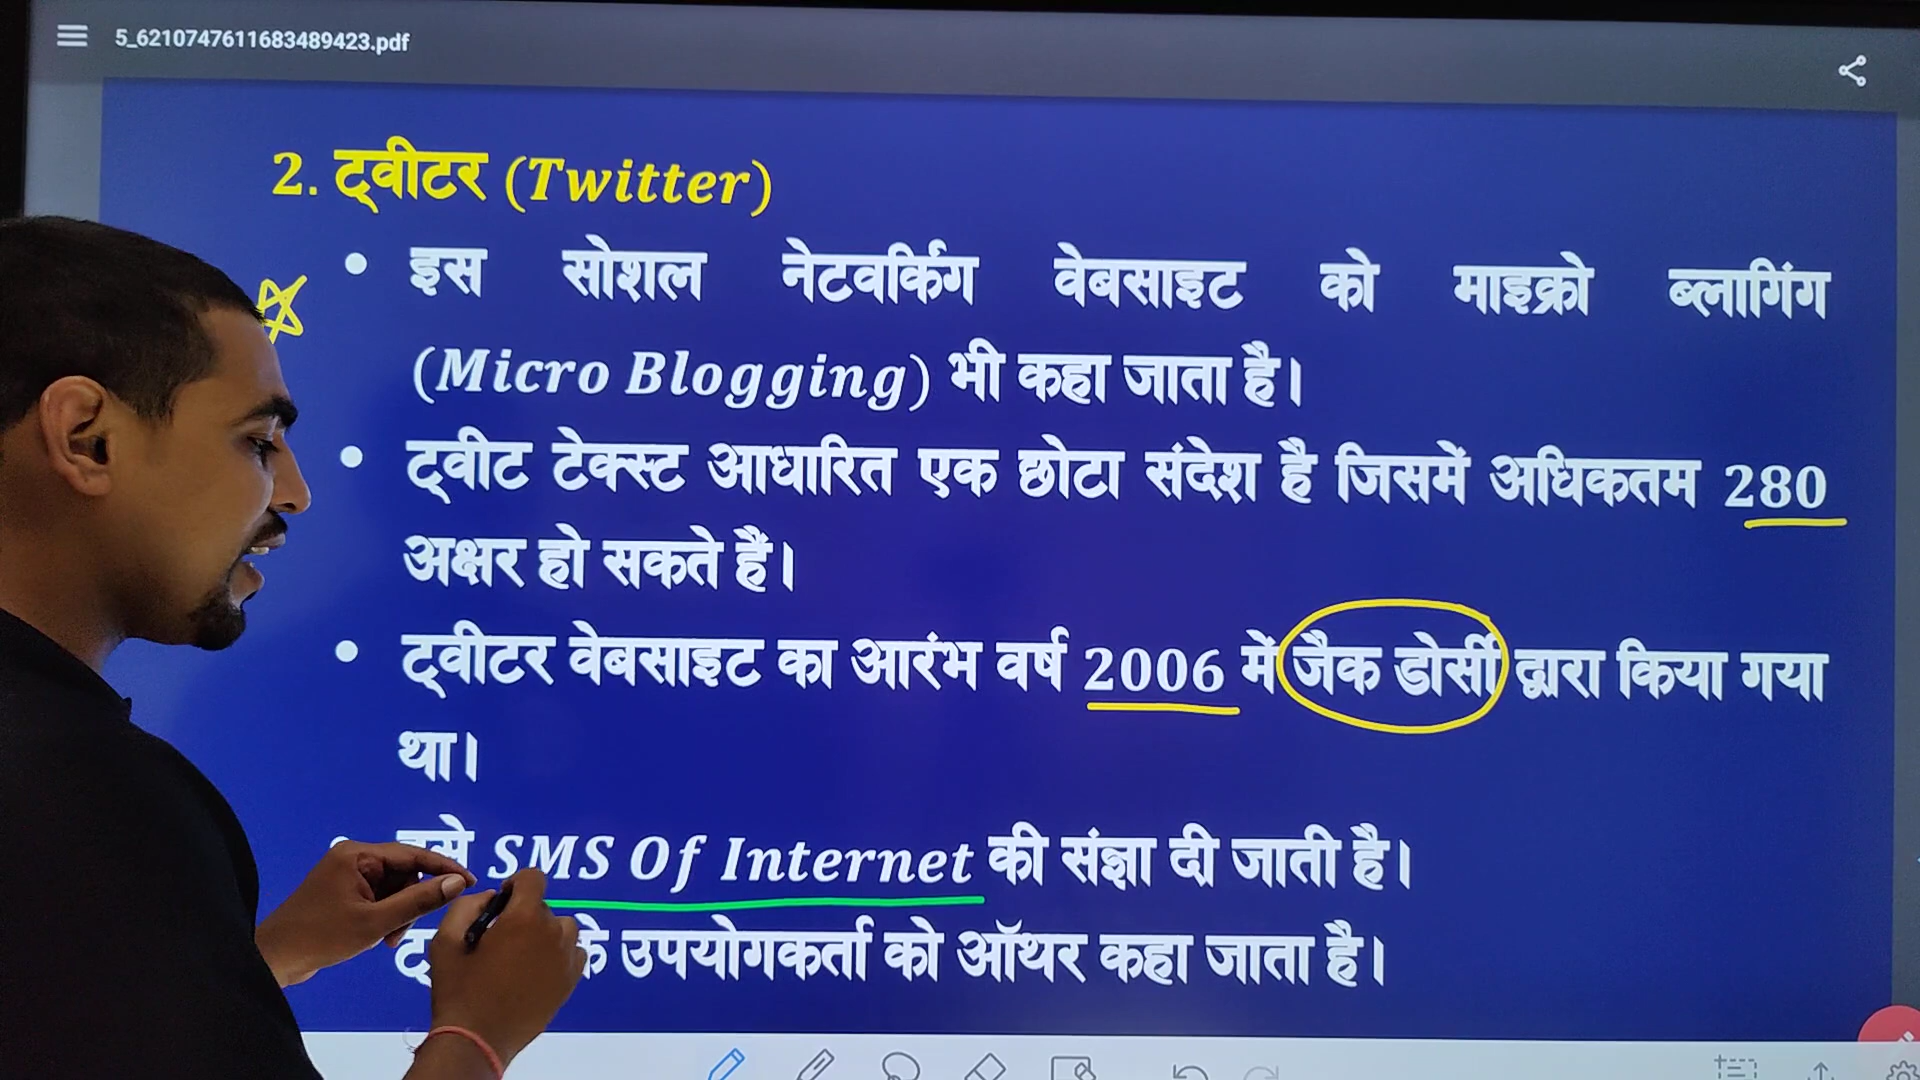 5_6210747611683489423.pdf
2. ट्वीटर (Twitter)
• इस सोशल नेटवर्किंग वेबसाइट को माइक्रो ब्लागिंग
(Micro Blogging) भी कहा जाता है।
• ट्वीट टेक्स्ट आधारित एक छोटा संदेश है जिसमें अधिकतम 280
अक्षर हो सकते हैं।
• ट्वीटर वेबसाइट का आरंभ वर्ष 2006 में जैक डोर्सी द्वारा किया गया
था।
• इसे SMS Of Internet की संज्ञा दी जाती है।
के उपयोगकर्ता को ऑथर कहा जाता है।